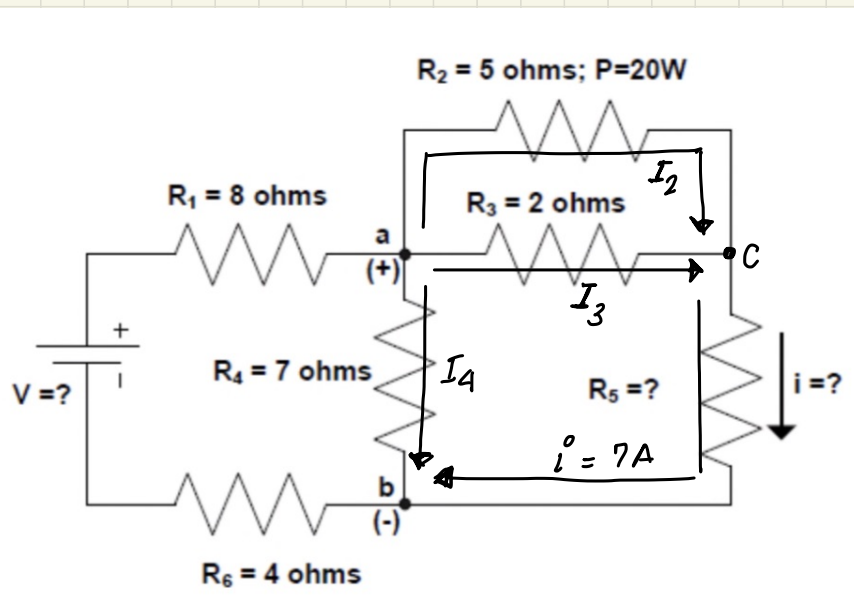 R₂ = 5 ohms; P=20W
I₂
R₁ = 8 ohms
R₃ = 2 ohms
a
(+)
C
I₃
+
I
V =?
R₄ = 7 ohms
I₄
R₅ =?
i =?
i = 7A
b
(-)
R₆ = 4 ohms